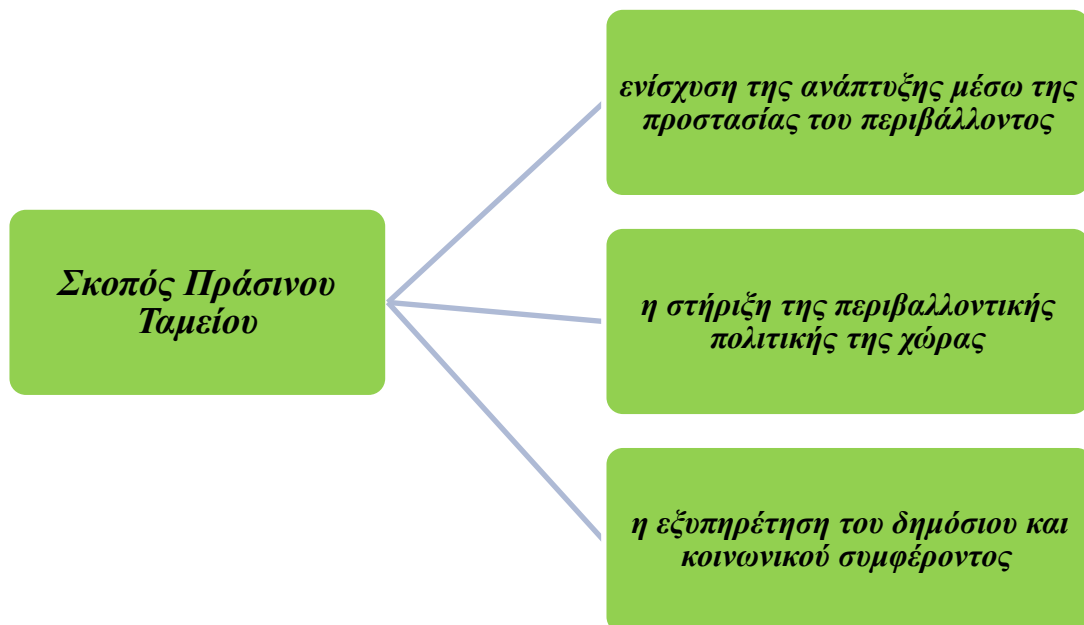 Σκοπός Πράσινου
Ταμείου
ενίσχυση της ανάπτυξης μέσω της
προστασίας του περιβάλλοντος
η στήριξη της περιβαλλοντικής
πολιτικής της χώρας
η εξυπηρέτηση του δημόσιου και
κοινωνικού συμφέροντος